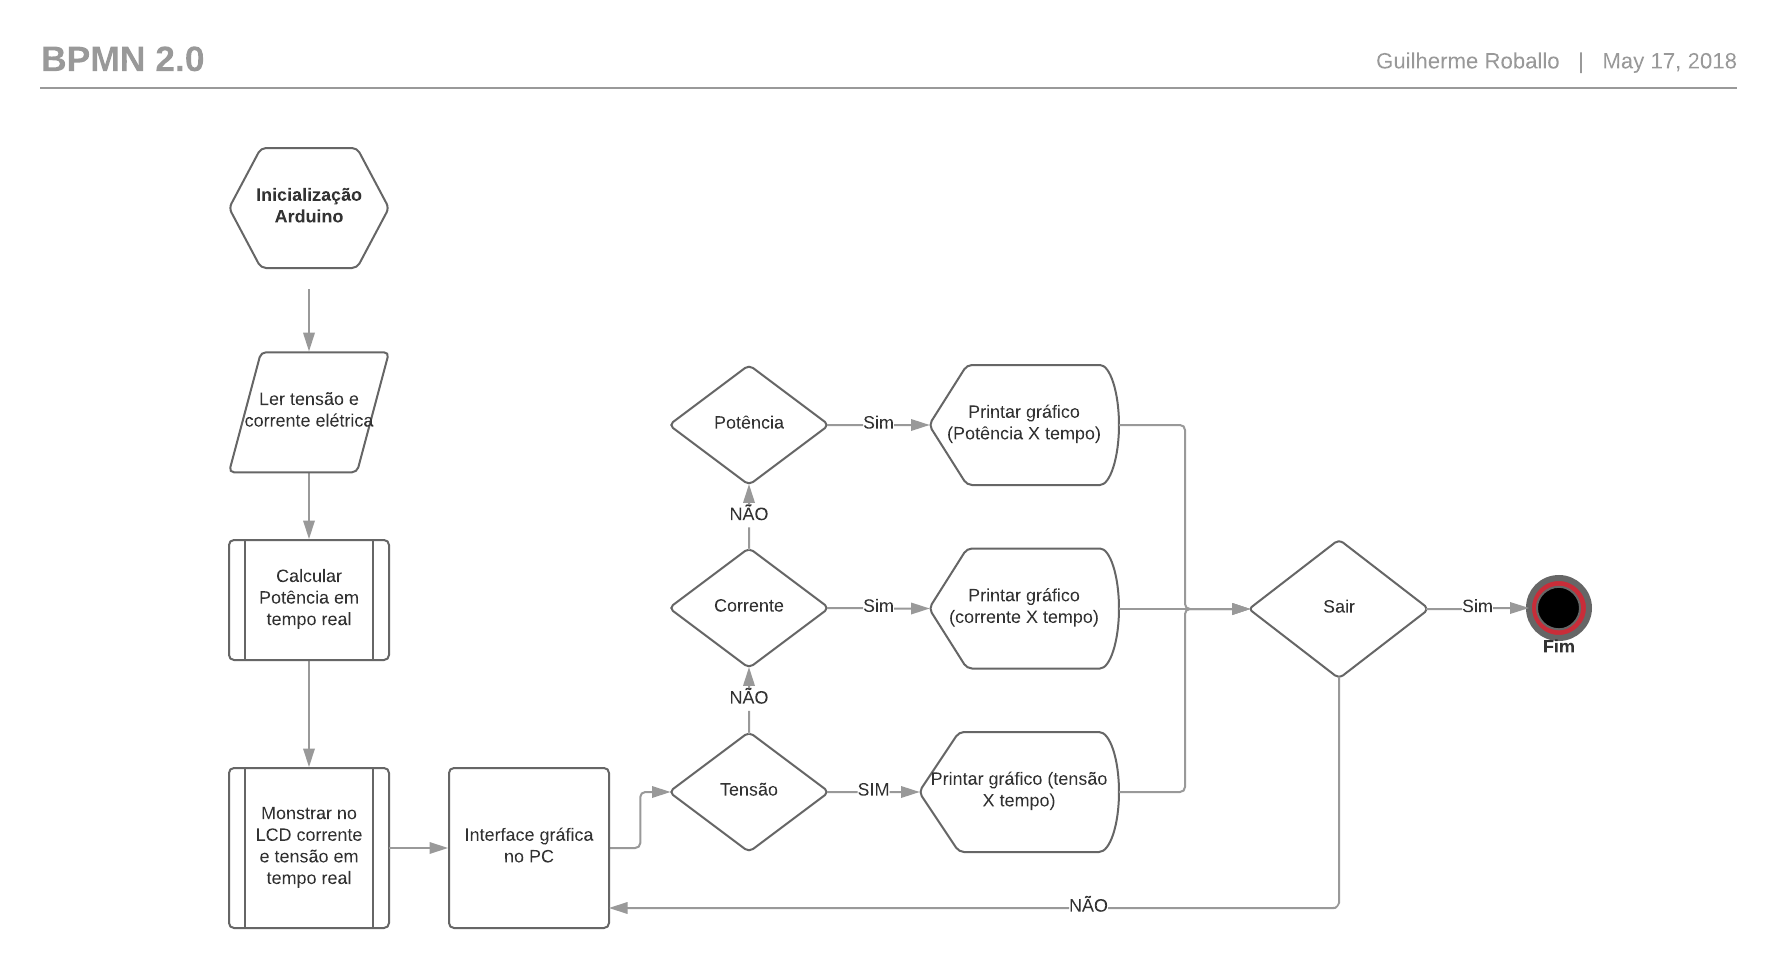 BPMN 2.0
Guilherme Roballo | May 17, 2018
Inicialização
Arduino
Ler tensão e
corrente elétrica
Calcular
Potência em
tempo real
Monstrar no
LCD corrente
e tensão em
tempo real
Interface gráfica
no PC
Tensão
SIM
Printar gráfico (tensão
X tempo)
NÃO
Corrente
Sim
Printar gráfico
(corrente X tempo)
NÃO
Potência
Sim
Printar gráfico
(Potência X tempo)
Sair
Sim
Fim
NÃO